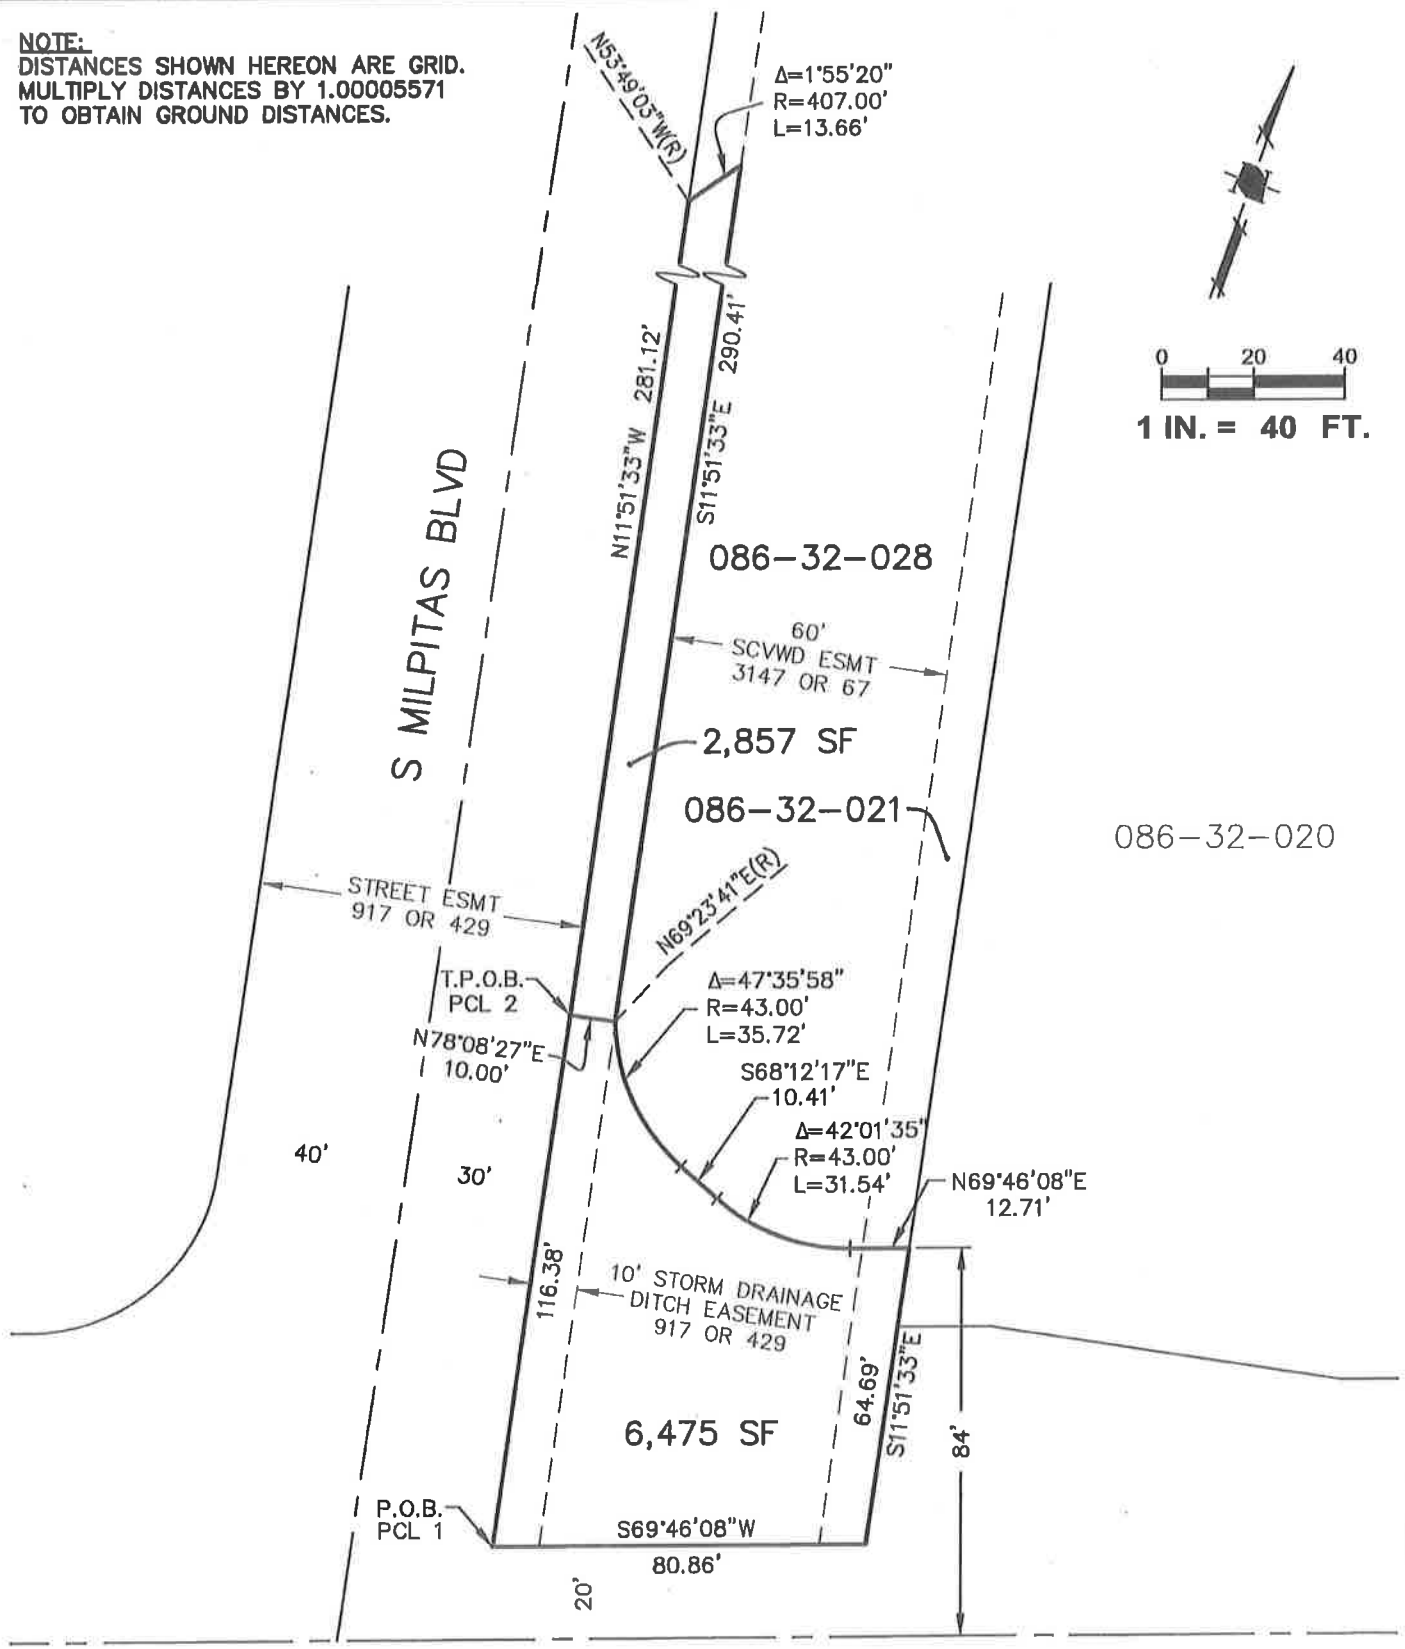 NOTE:
DISTANCES SHOWN HEREON ARE GRID.
MULTIPLY DISTANCES BY 1.00005571
TO OBTAIN GROUND DISTANCES.
N53°49'03"W(R)
Δ=1°55'20"
R=407.00'
L=13.66'
0 20 40
1 IN. = 40 FT.
N11°51'33"W 281.12'
S11°51'33"E 290.41'
S MILPITAS BLVD
086-32-028
60'
SCVWD ESMT
3147 OR 67
2,857 SF
086-32-021
086-32-020
STREET ESMT
917 OR 429
N69°23'41"E(R)
T.P.O.B.
PCL 2
Δ=47°35'58"
R=43.00'
L=35.72'
N78°08'27"E
10.00'
S68°12'17"E
10.41'
Δ=42°01'35"
R=43.00'
L=31.54'
40'
30'
N69°46'08"E
12.71'
116.38'
10' STORM DRAINAGE
DITCH EASEMENT
917 OR 429
64.69'
S11°51'33"E
84'
6,475 SF
P.O.B.
PCL 1
S69°46'08"W
80.86'
20'